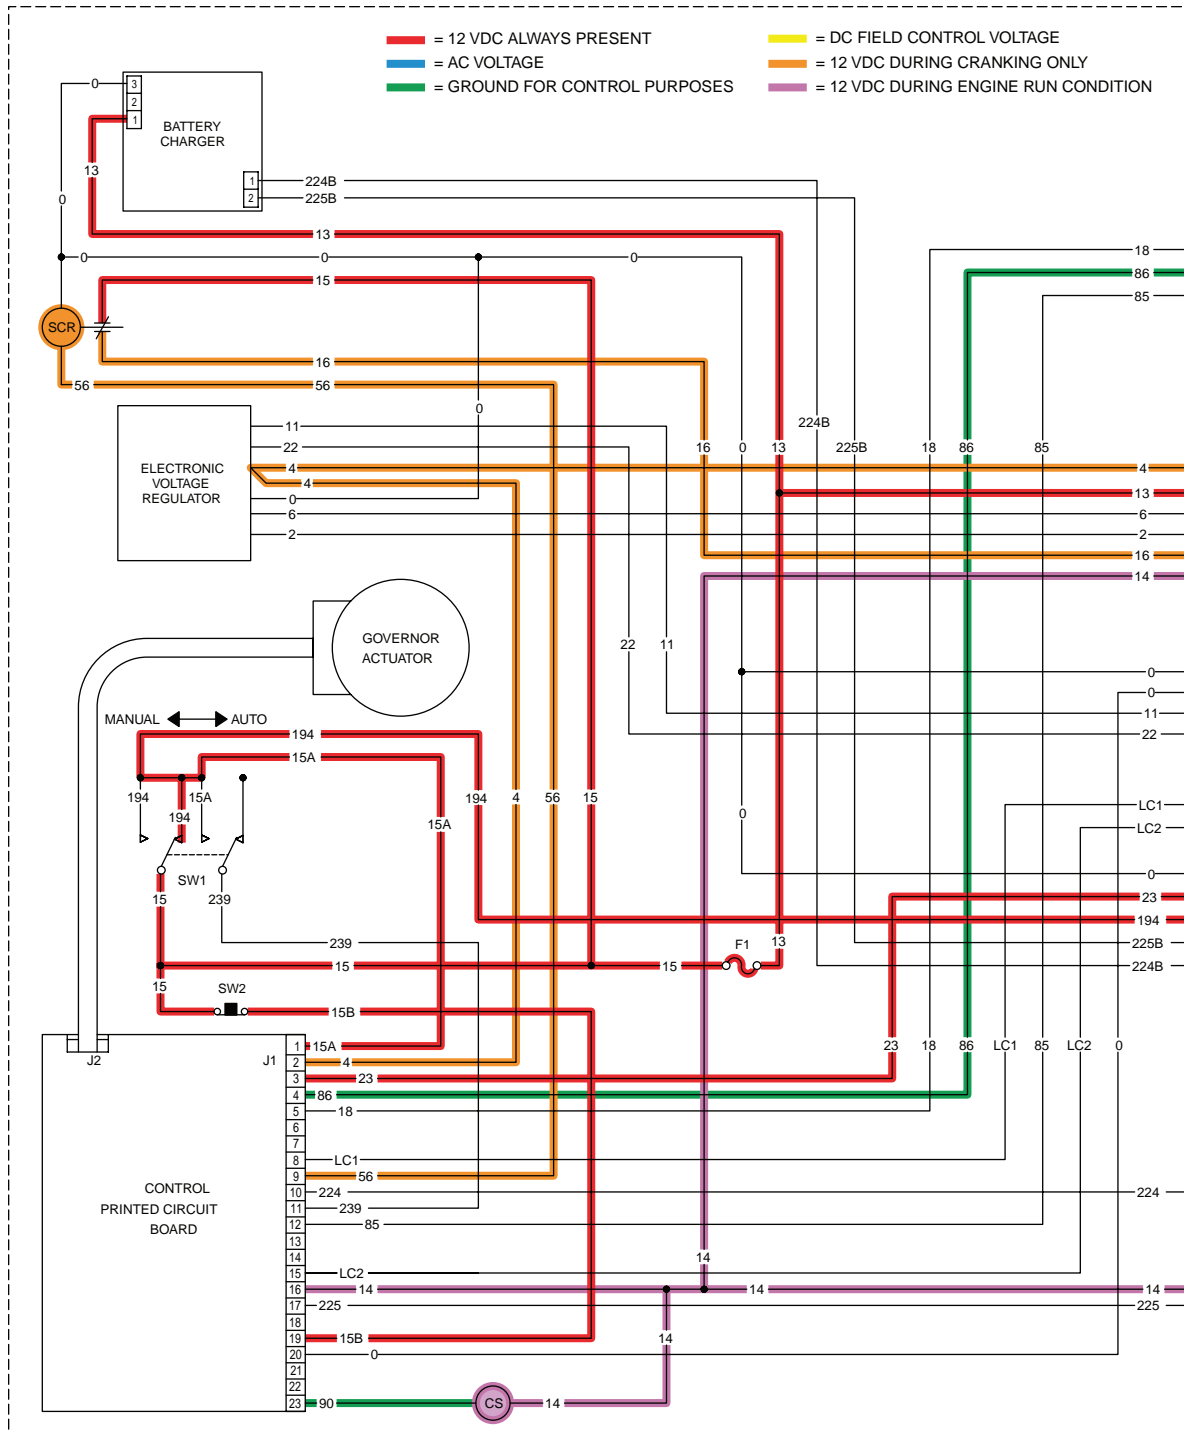 = 12 VDC ALWAYS PRESENT
= AC VOLTAGE
= GROUND FOR CONTROL PURPOSES
= DC FIELD CONTROL VOLTAGE
= 12 VDC DURING CRANKING ONLY
= 12 VDC DURING ENGINE RUN CONDITION
0
3
2
1
BATTERY
CHARGER
13
0
1
2
224B
225B
13
0
0
0
18
86
85
15
SCR
16
56
56
0
224B
11
22
4
4
0
6
2
ELECTRONIC
VOLTAGE
REGULATOR
16
0
13
225B
18
86
85
4
13
6
2
16
14
GOVERNOR
ACTUATOR
22
11
0
0
11
22
MANUAL
AUTO
194
15A
194
15A
194
194
4
56
15
15A
0
LC1
LC2
0
SW1
15
239
23
194
239
F1
13
225B
15
15
224B
15
SW2
15B
J2
J1
1
15A
2
4
3
23
4
86
5
18
6
7
8
LC1
9
56
10
224
11
239
12
85
13
14
15
LC2
16
14
17
225
18
19
15B
20
0
21
22
23
90
23
18
86
LC1
85
LC2
0
CONTROL
PRINTED CIRCUIT
BOARD
224
14
14
14
225
14
CS
14